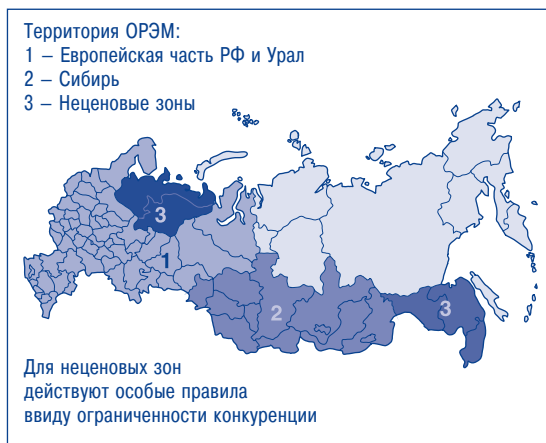 Территория ОРЭМ:
1 – Европейская часть РФ и Урал
2 – Сибирь
3 – Неценовые зоны
3
1
2
3
Для неценовых зон
действуют особые правила
ввиду ограниченности конкуренции